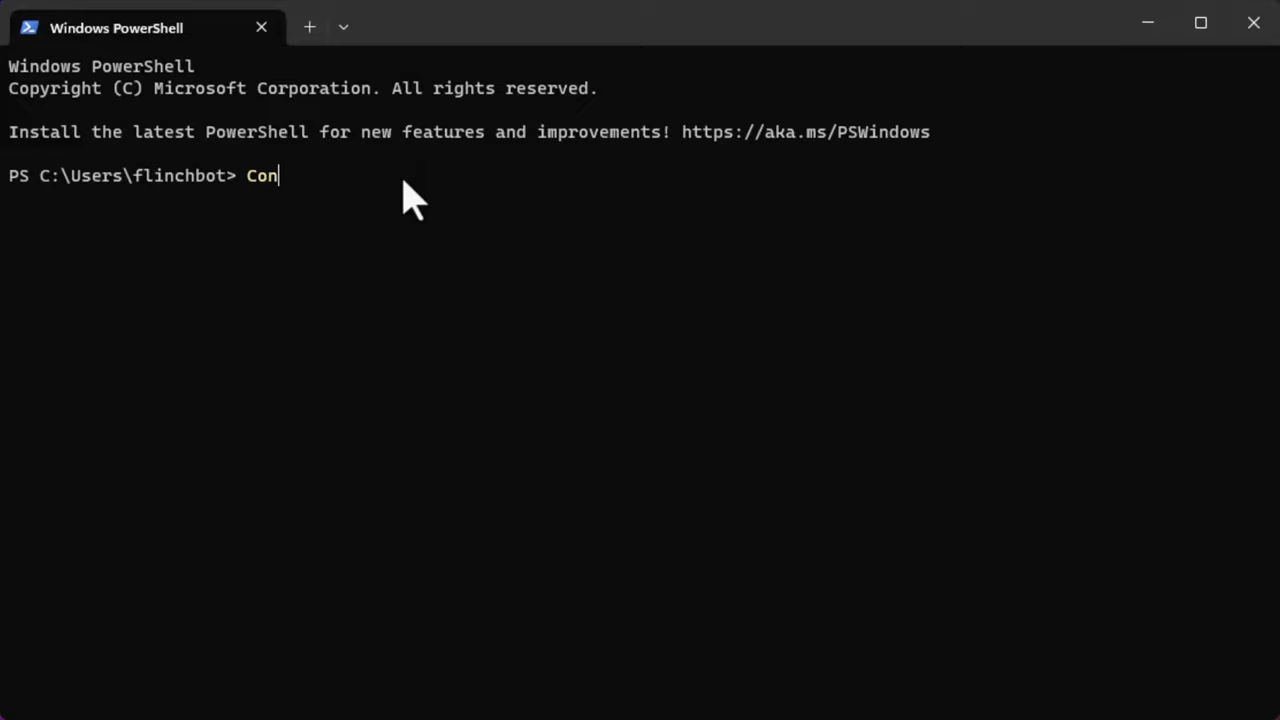 Windows PowerShell
Windows PowerShell
Copyright (C) Microsoft Corporation. All rights reserved.
Install the latest PowerShell for new features and improvements! https://aka.ms/PSWindows
PS C:\Users\flinchbot> Con